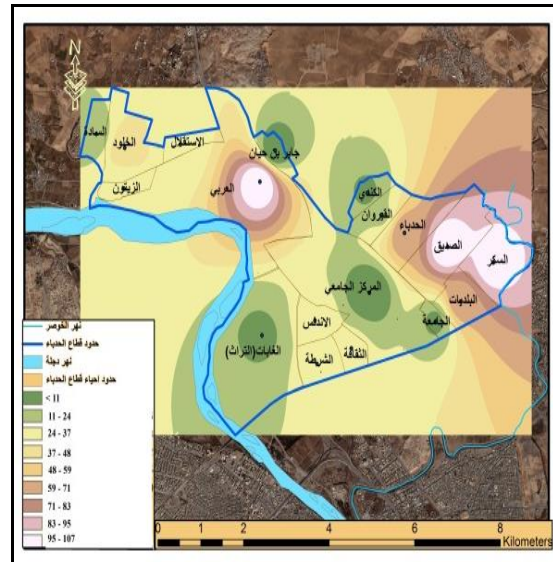 N
السادة
الخلود
الاستقلال
جابر بن حيان
الزيتون
العربي
الكندي
القيروان
الحدباء
الصديق
السكر
المركز الجامعي
البلديات
الجامعة
الاندلس
الغابات (التراث)
الثقافة
الشرطة
نهر الخوصر
حدود قطاع الحدباء
نهر دجلة
حدود احياء قطاع الحدباء
< 11
11 - 24
24 - 37
37 - 48
48 - 59
59 - 71
71 - 83
83 - 95
95 - 107
0 1 2 4 6 8
Kilometers